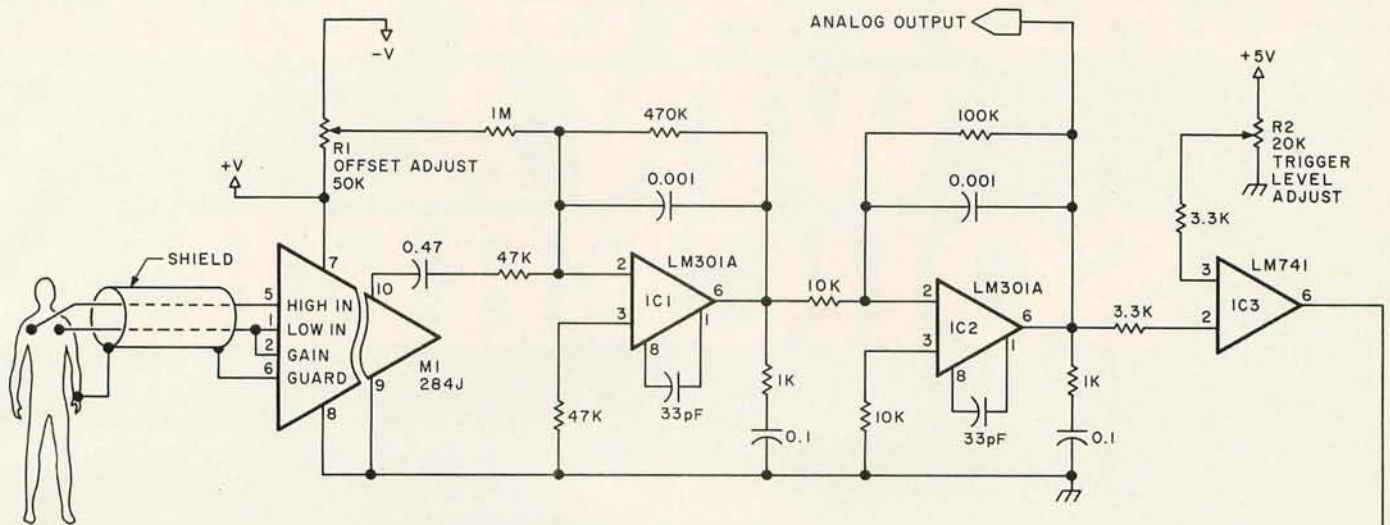 ANALOG OUTPUT
-V
+5V
1M
470K
100K
R1
OFFSET ADJUST
50K
R2
20K
TRIGGER
LEVEL
ADJUST
+V
0.001
0.001
3.3K
SHIELD
7
10
0.47
47K
2
LM301A
IC1
6
3
8
1
10K
2
LM301A
IC2
6
3
8
1
3.3K
3
LM741
IC3
6
2
5
HIGH IN
1
LOW IN
2
GAIN
6
GUARD
M1
284J
8
9
47K
33pF
1K
0.1
10K
33pF
1K
0.1